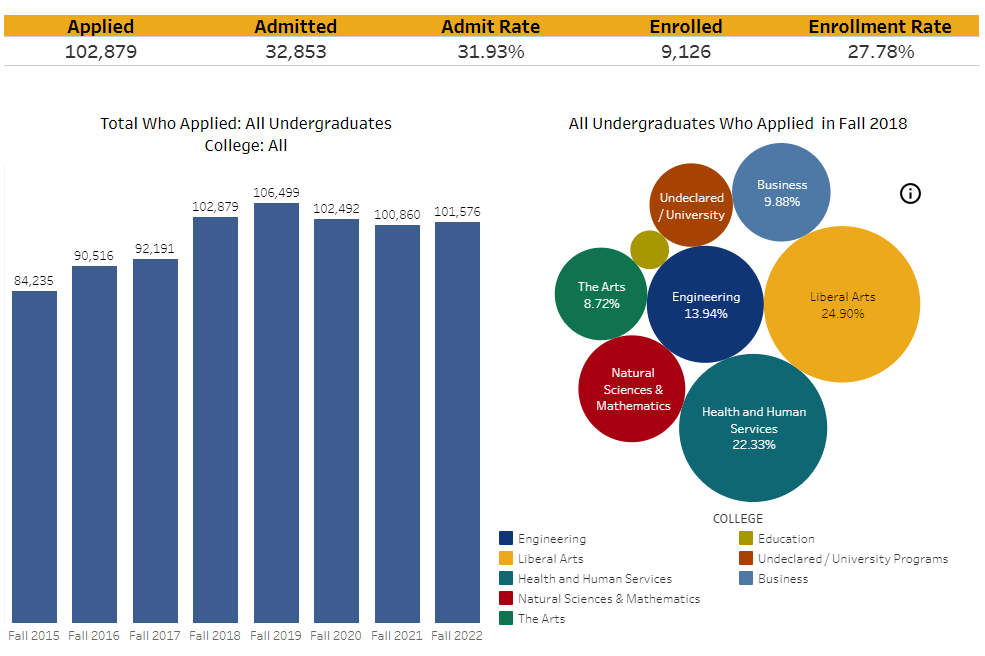 Applied Admitted Admit Rate Enrolled Enrollment Rate
102,879 32,853 31.93% 9,126 27.78%
Total Who Applied: All Undergraduates
College: All
106,499
102,879
102,492
101,576
100,860
92,191
90,516
84,235
Fall 2015 Fall 2016 Fall 2017 Fall 2018 Fall 2019 Fall 2020 Fall 2021 Fall 2022
All Undergraduates Who Applied in Fall 2018
Business
9.88%
Undeclared
/ University
The Arts
8.72%
Engineering
13.94%
Liberal Arts
24.90%
Natural
Sciences &
Mathematics
Health and Human
Services
22.33%
COLLEGE
Engineering
Liberal Arts
Health and Human Services
Natural Sciences & Mathematics
The Arts
Education
Undeclared / University Programs
Business